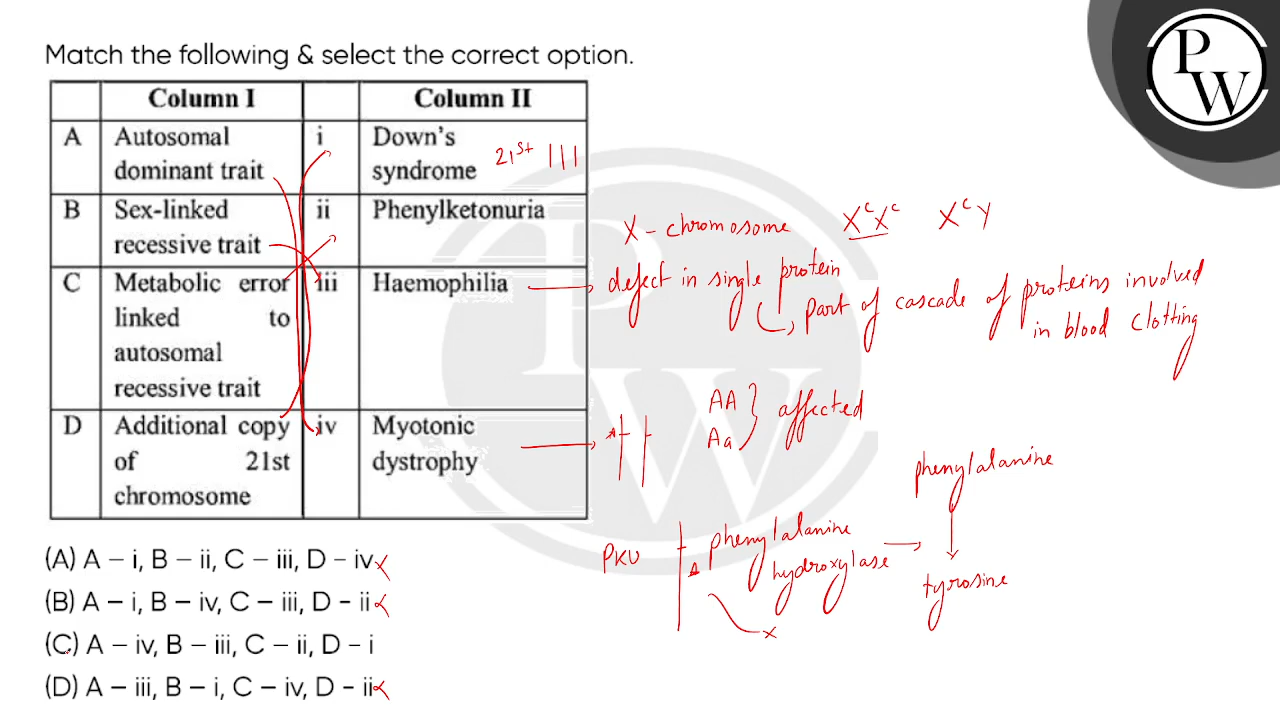 Match the following & select the correct option.
Column I Column II
A Autosomal dominant trait i Down's syndrome 21st |||
B Sex-linked recessive trait ii Phenylketonuria
C Metabolic error linked to autosomal recessive trait iii Haemophilia
D Additional copy of 21st chromosome iv Myotonic dystrophy
(A) A – i, B – ii, C – iii, D – iv x
(B) A – i, B – iv, C – iii, D - ii x
(C) A – iv, B – iii, C – ii, D – i
(D) A – iii, B – i, C – iv, D – ii x
X - chromosome XᶜXᶜ XᶜY
defect in single protein
part of cascade of proteins involved
in blood clotting
AA
Aa
affected
PKU
A
phenylalanine
hydroxylase
x
phenylalanine
tyrosine
P
W
P
W